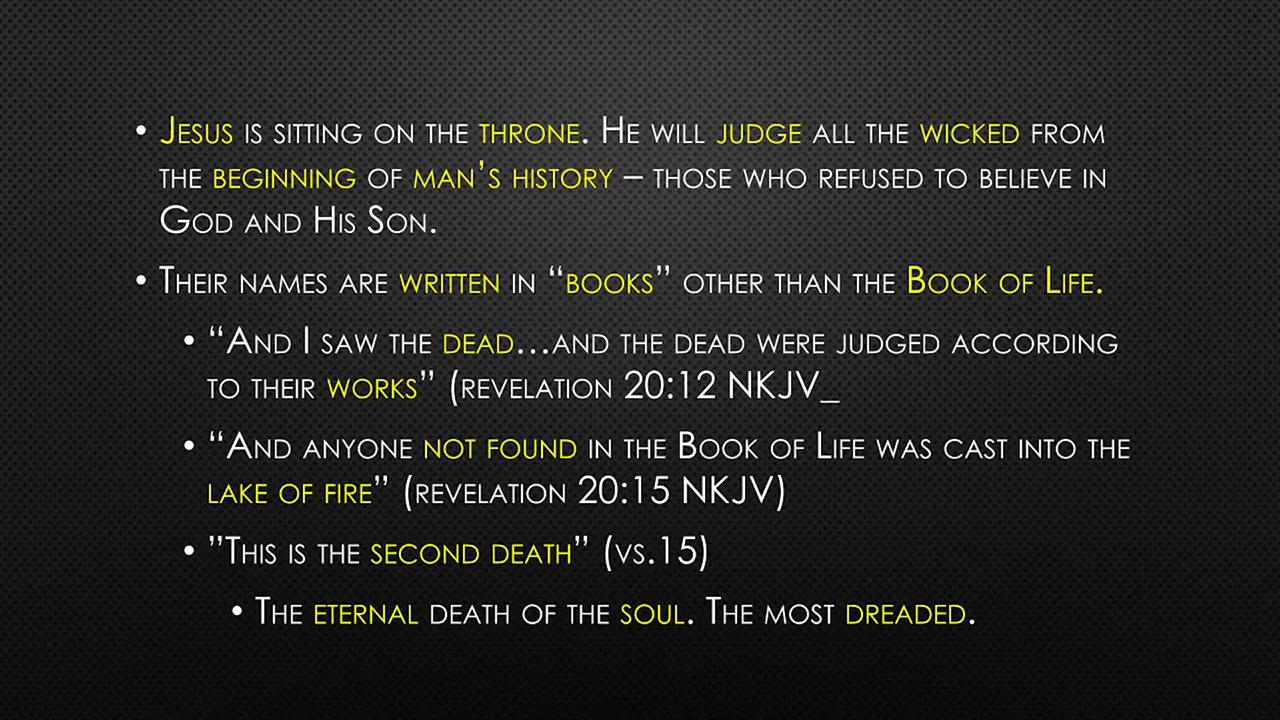 • Jesus is sitting on the throne. He will judge all the wicked from
the beginning of man’s history – those who refused to believe in
God and His Son.
• Their names are written in “books” other than the Book of Life.
• “And I saw the dead…and the dead were judged according
to their works” (revelation 20:12 NKJV_
• “And anyone not found in the Book of Life was cast into the
lake of fire” (revelation 20:15 NKJV)
• ”This is the second death” (vs.15)
• The eternal death of the soul. The most dreaded.